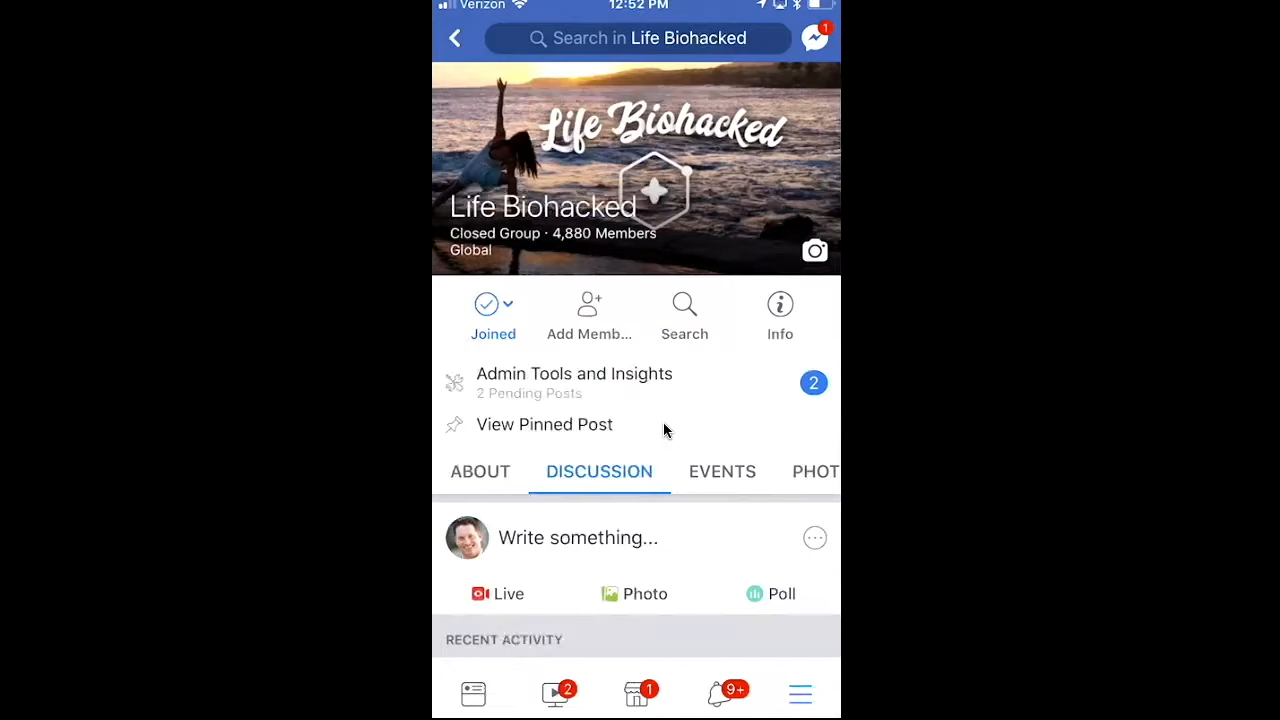 Verizon 12:52 PM
Search in Life Biohacked 1
Life Biohacked
Life Biohacked
Closed Group · 4,880 Members
Global
Joined Add Memb... Search Info
Admin Tools and Insights 2
2 Pending Posts
View Pinned Post
ABOUT DISCUSSION EVENTS PHOT
Write something...
Live Photo Poll
RECENT ACTIVITY
2 1 9+